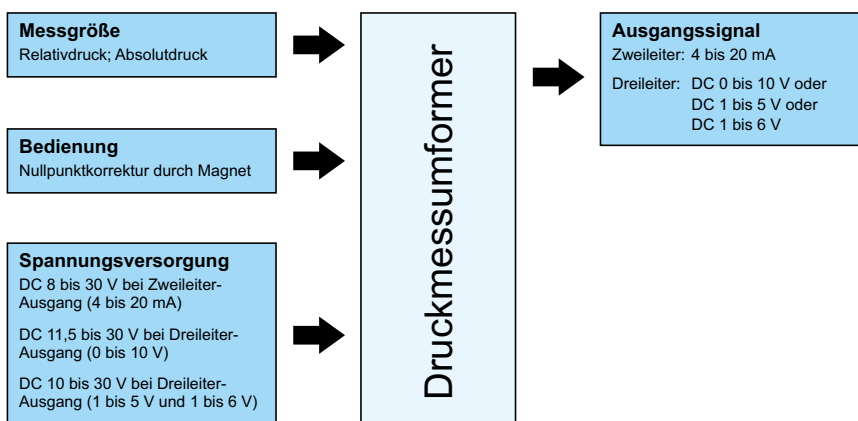 Messgröße
Relativdruck; Absolutdruck
Bedienung
Nullpunktkorrektur durch Magnet
Spannungsversorgung
DC 8 bis 30 V bei Zweileiter-
Ausgang (4 bis 20 mA)
DC 11,5 bis 30 V bei Dreileiter-
Ausgang (0 bis 10 V)
DC 10 bis 30 V bei Dreileiter-
Ausgang (1 bis 5 V und 1 bis 6 V)
Druckmessumformer
Ausgangssignal
Zweileiter: 4 bis 20 mA
Dreileiter: DC 0 bis 10 V oder
DC 1 bis 5 V oder
DC 1 bis 6 V